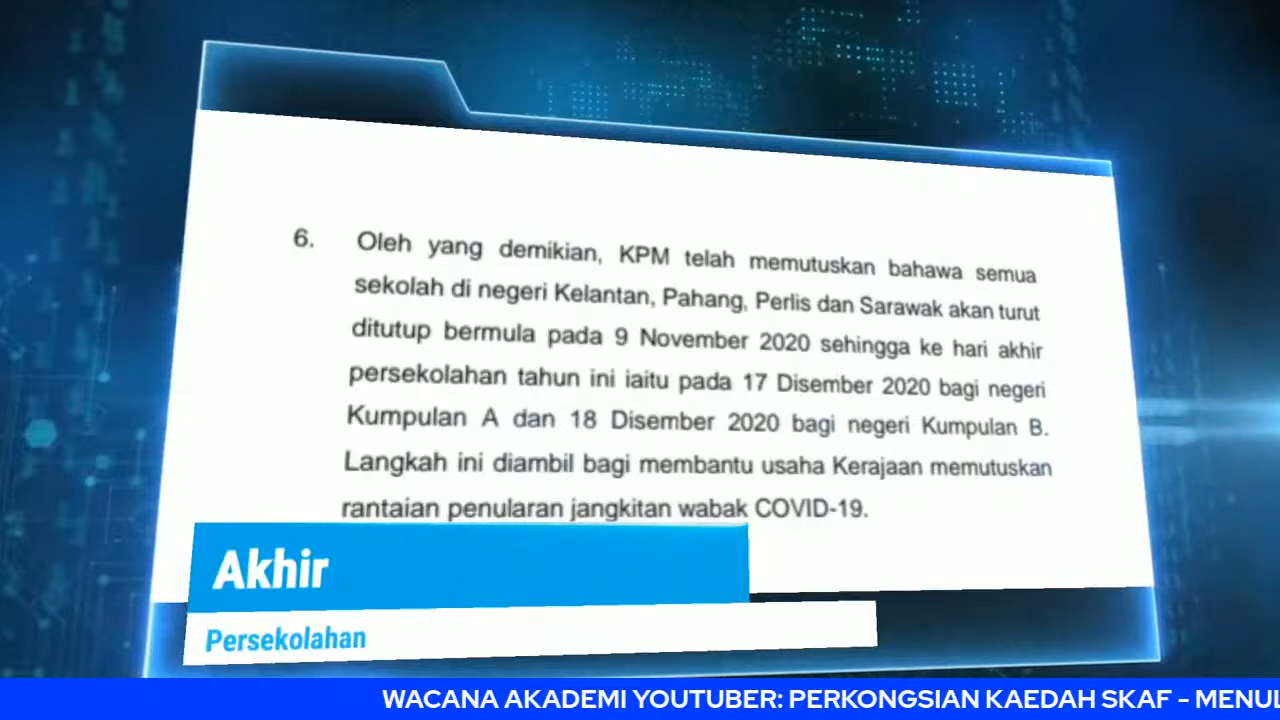 6. Oleh yang demikian, KPM telah memutuskan bahawa semua
sekolah di negeri Kelantan, Pahang, Perlis dan Sarawak akan turut
ditutup bermula pada 9 November 2020 sehingga ke hari akhir
persekolahan tahun ini iaitu pada 17 Disember 2020 bagi negeri
Kumpulan A dan 18 Disember 2020 bagi negeri Kumpulan B.
Langkah ini diambil bagi membantu usaha Kerajaan memutuskan
rantaian penularan jangkitan wabak COVID-19.
Akhir
Persekolahan
WACANA AKADEMI YOUTUBER: PERKONGSIAN KAEDAH SKAF - MENUL